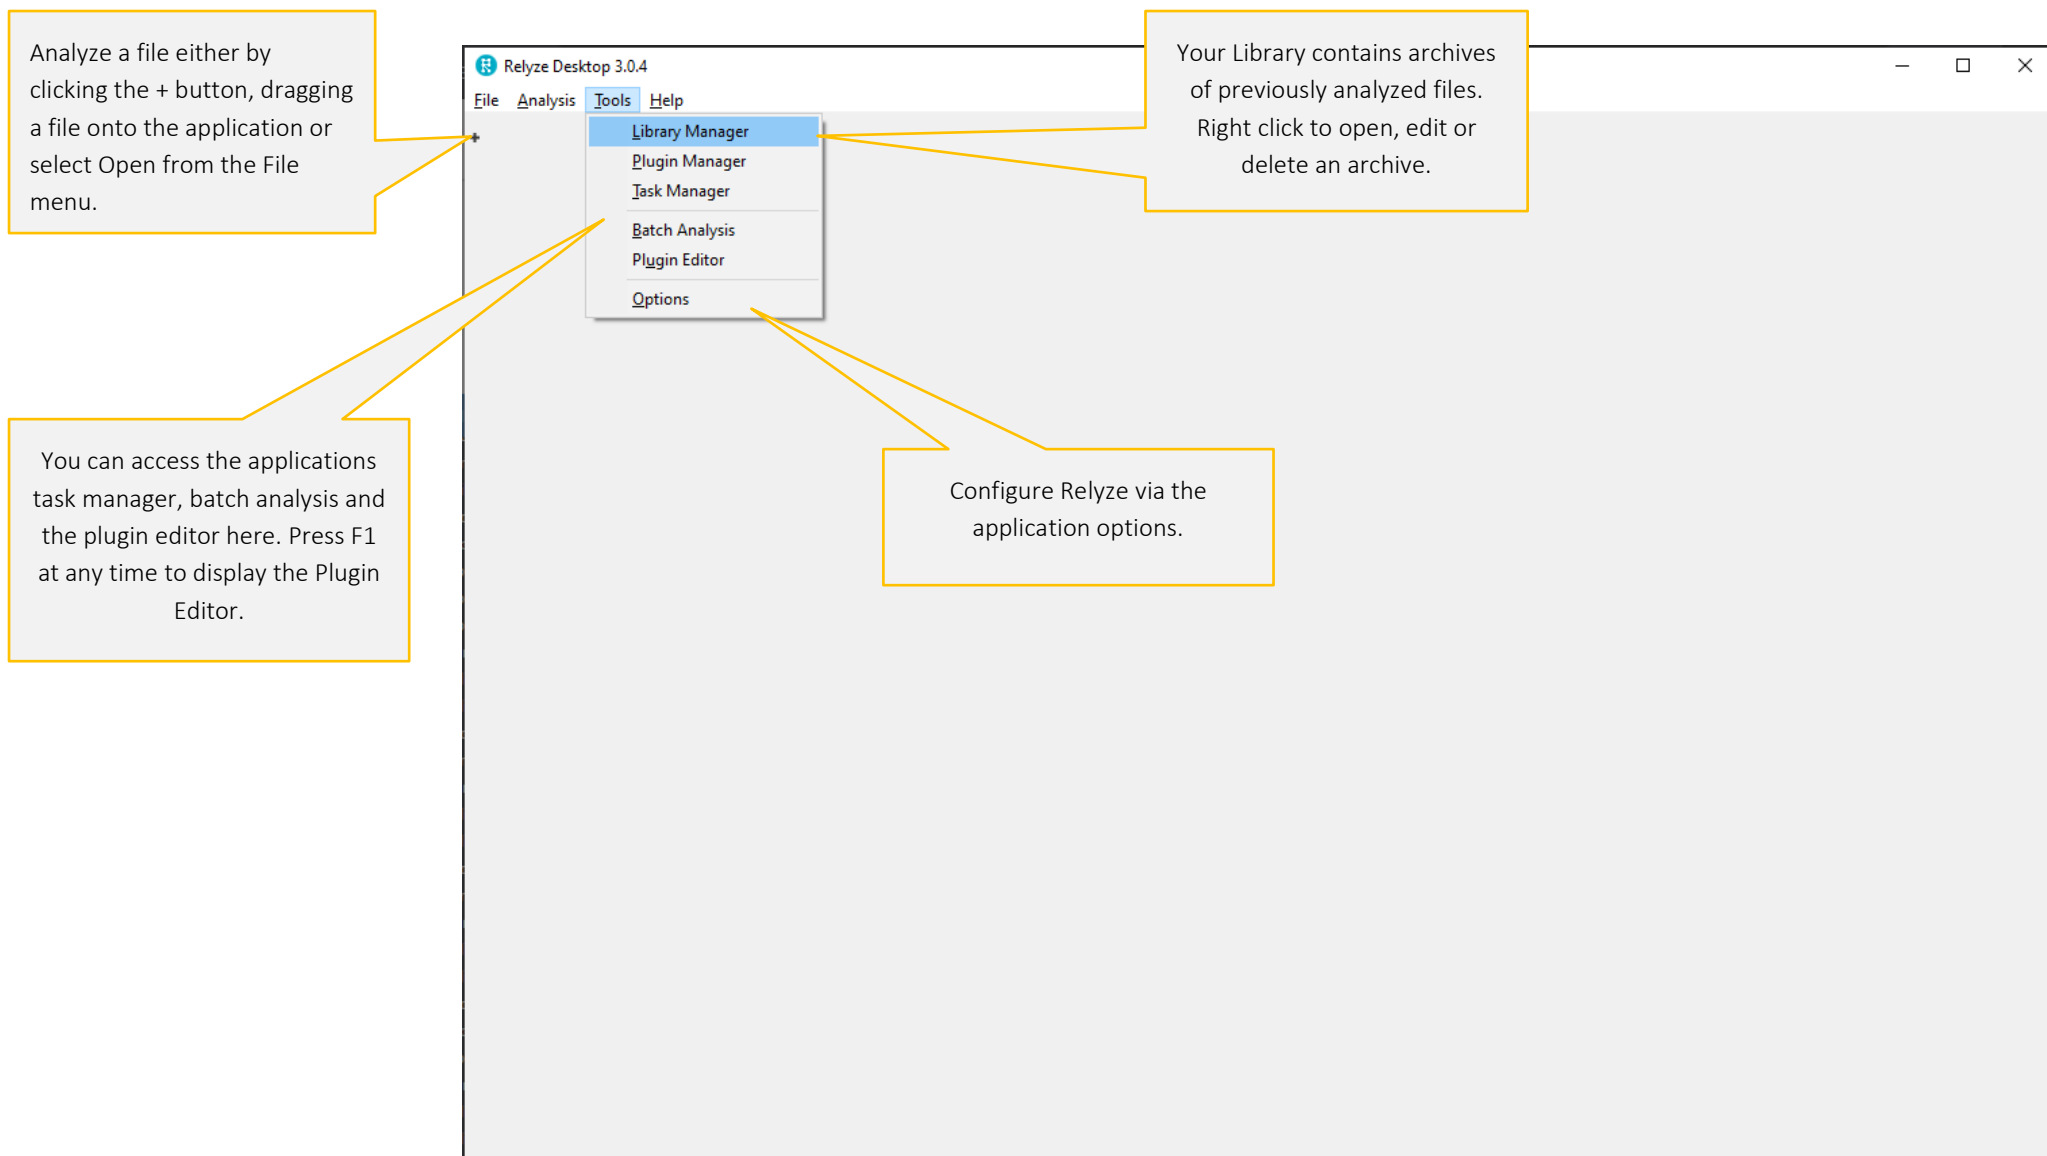 Analyze a file either by
clicking the + button, dragging
a file onto the application or
select Open from the File
menu.
Relyze Desktop 3.0.4
File Analysis Tools Help
+
Library Manager
Plugin Manager
Task Manager
Batch Analysis
Plugin Editor
Options
Your Library contains archives
of previously analyzed files.
Right click to open, edit or
delete an archive.
You can access the applications
task manager, batch analysis and
the plugin editor here. Press F1
at any time to display the Plugin
Editor.
Configure Relyze via the
application options.